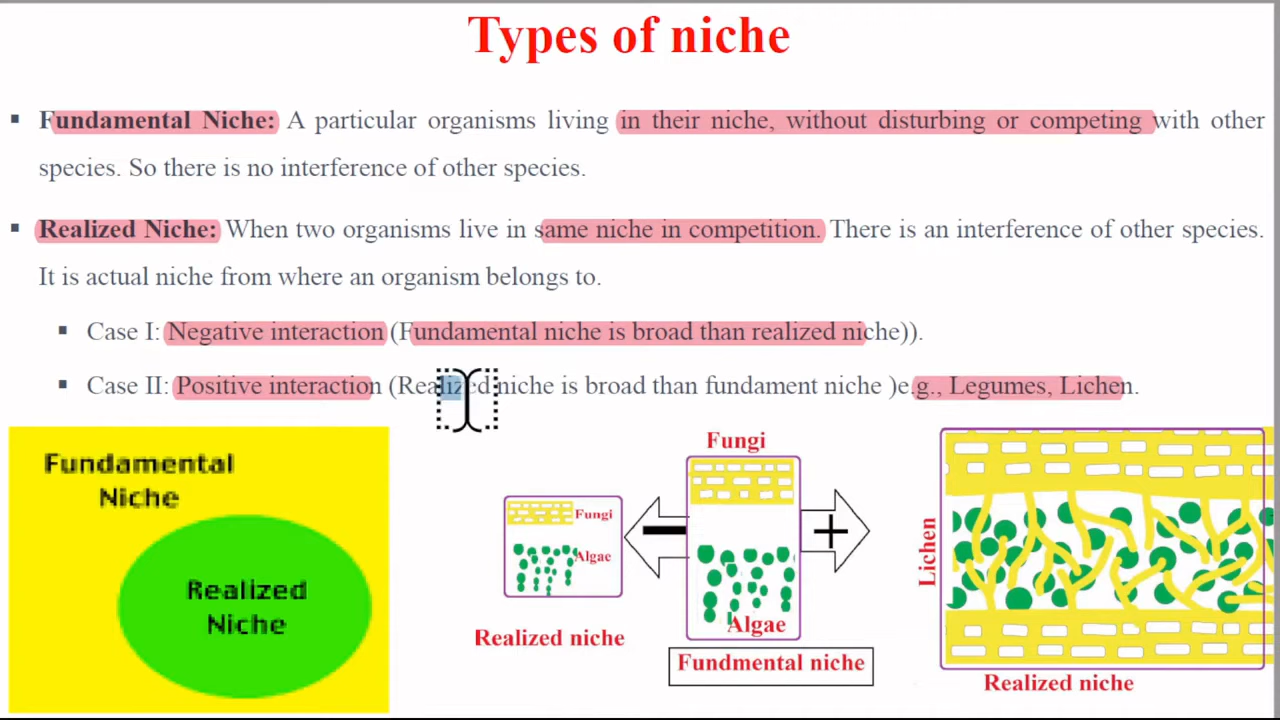 Types of niche
▪ Fundamental Niche: A particular organisms living in their niche, without disturbing or competing with other
species. So there is no interference of other species.
▪ Realized Niche: When two organisms live in same niche in competition. There is an interference of other species.
It is actual niche from where an organism belongs to.
▪ Case I: Negative interaction (Fundamental niche is broad than realized niche)).
▪ Case II: Positive interaction (Realized niche is broad than fundament niche )e.g., Legumes, Lichen.
Fundamental
Niche
Realized
Niche
Fungi
Algae
Realized niche
Fungi
Algae
Fundmental niche
Lichen
Realized niche